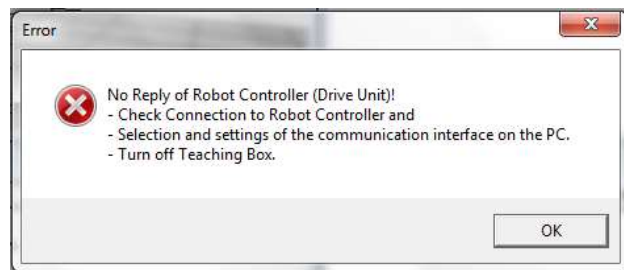 Error
No Reply of Robot Controller (Drive Unit)!
- Check Connection to Robot Controller and
- Selection and settings of the communication interface on the PC.
- Turn off Teaching Box.
OK